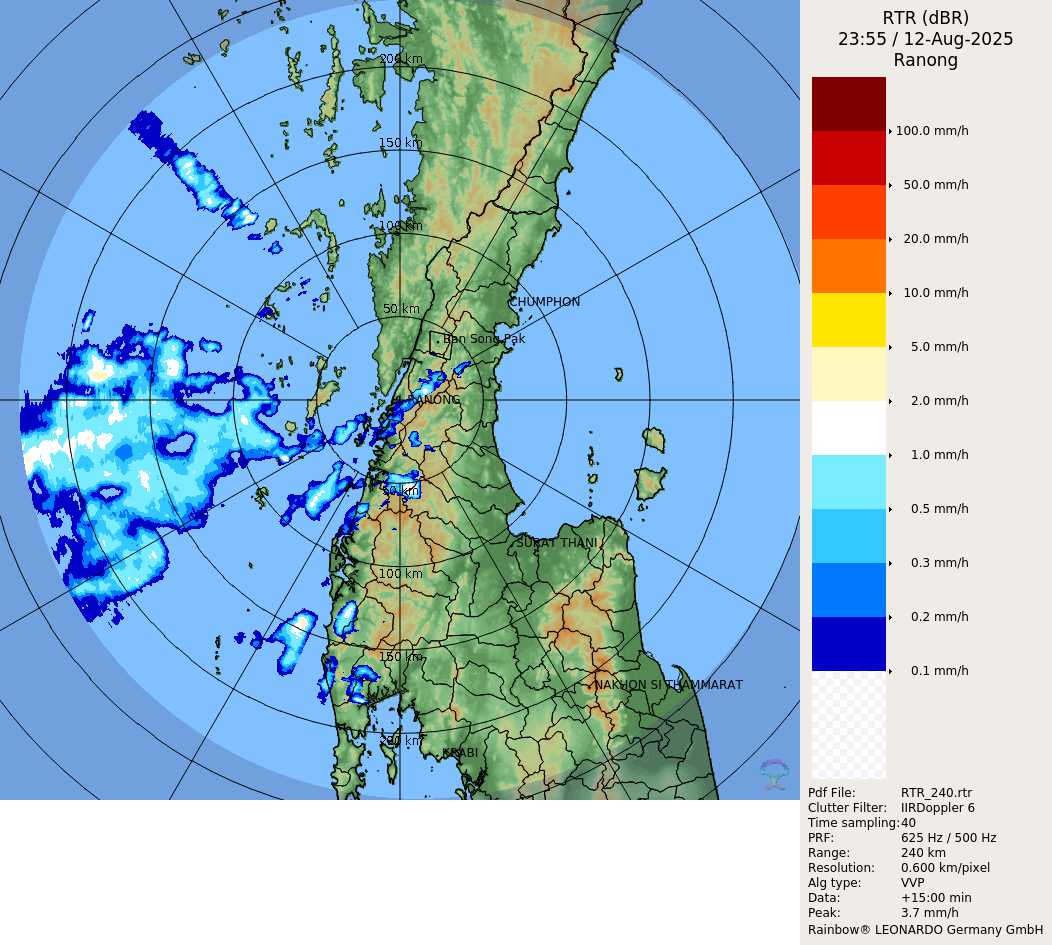 RTR (dBR)
23:55 / 12-Aug-2025
Ranong
200 km
150 km
100 km
CHUMPHON
50 km
Ban Song Pak
RANONG
50 km
SURAT THANI
100 km
150 km
NAKHON SI THAMMARAT
200 km
KRABI
100.0 mm/h
50.0 mm/h
20.0 mm/h
10.0 mm/h
5.0 mm/h
2.0 mm/h
1.0 mm/h
0.5 mm/h
0.3 mm/h
0.2 mm/h
0.1 mm/h
Pdf File: RTR_240.rtr
Clutter Filter: IIRDoppler 6
Time sampling:40
PRF: 625 Hz / 500 Hz
Range: 240 km
Resolution: 0.600 km/pixel
Alg type: VVP
Data: +15:00 min
Peak: 3.7 mm/h
Rainbow® LEONARDO Germany GmbH